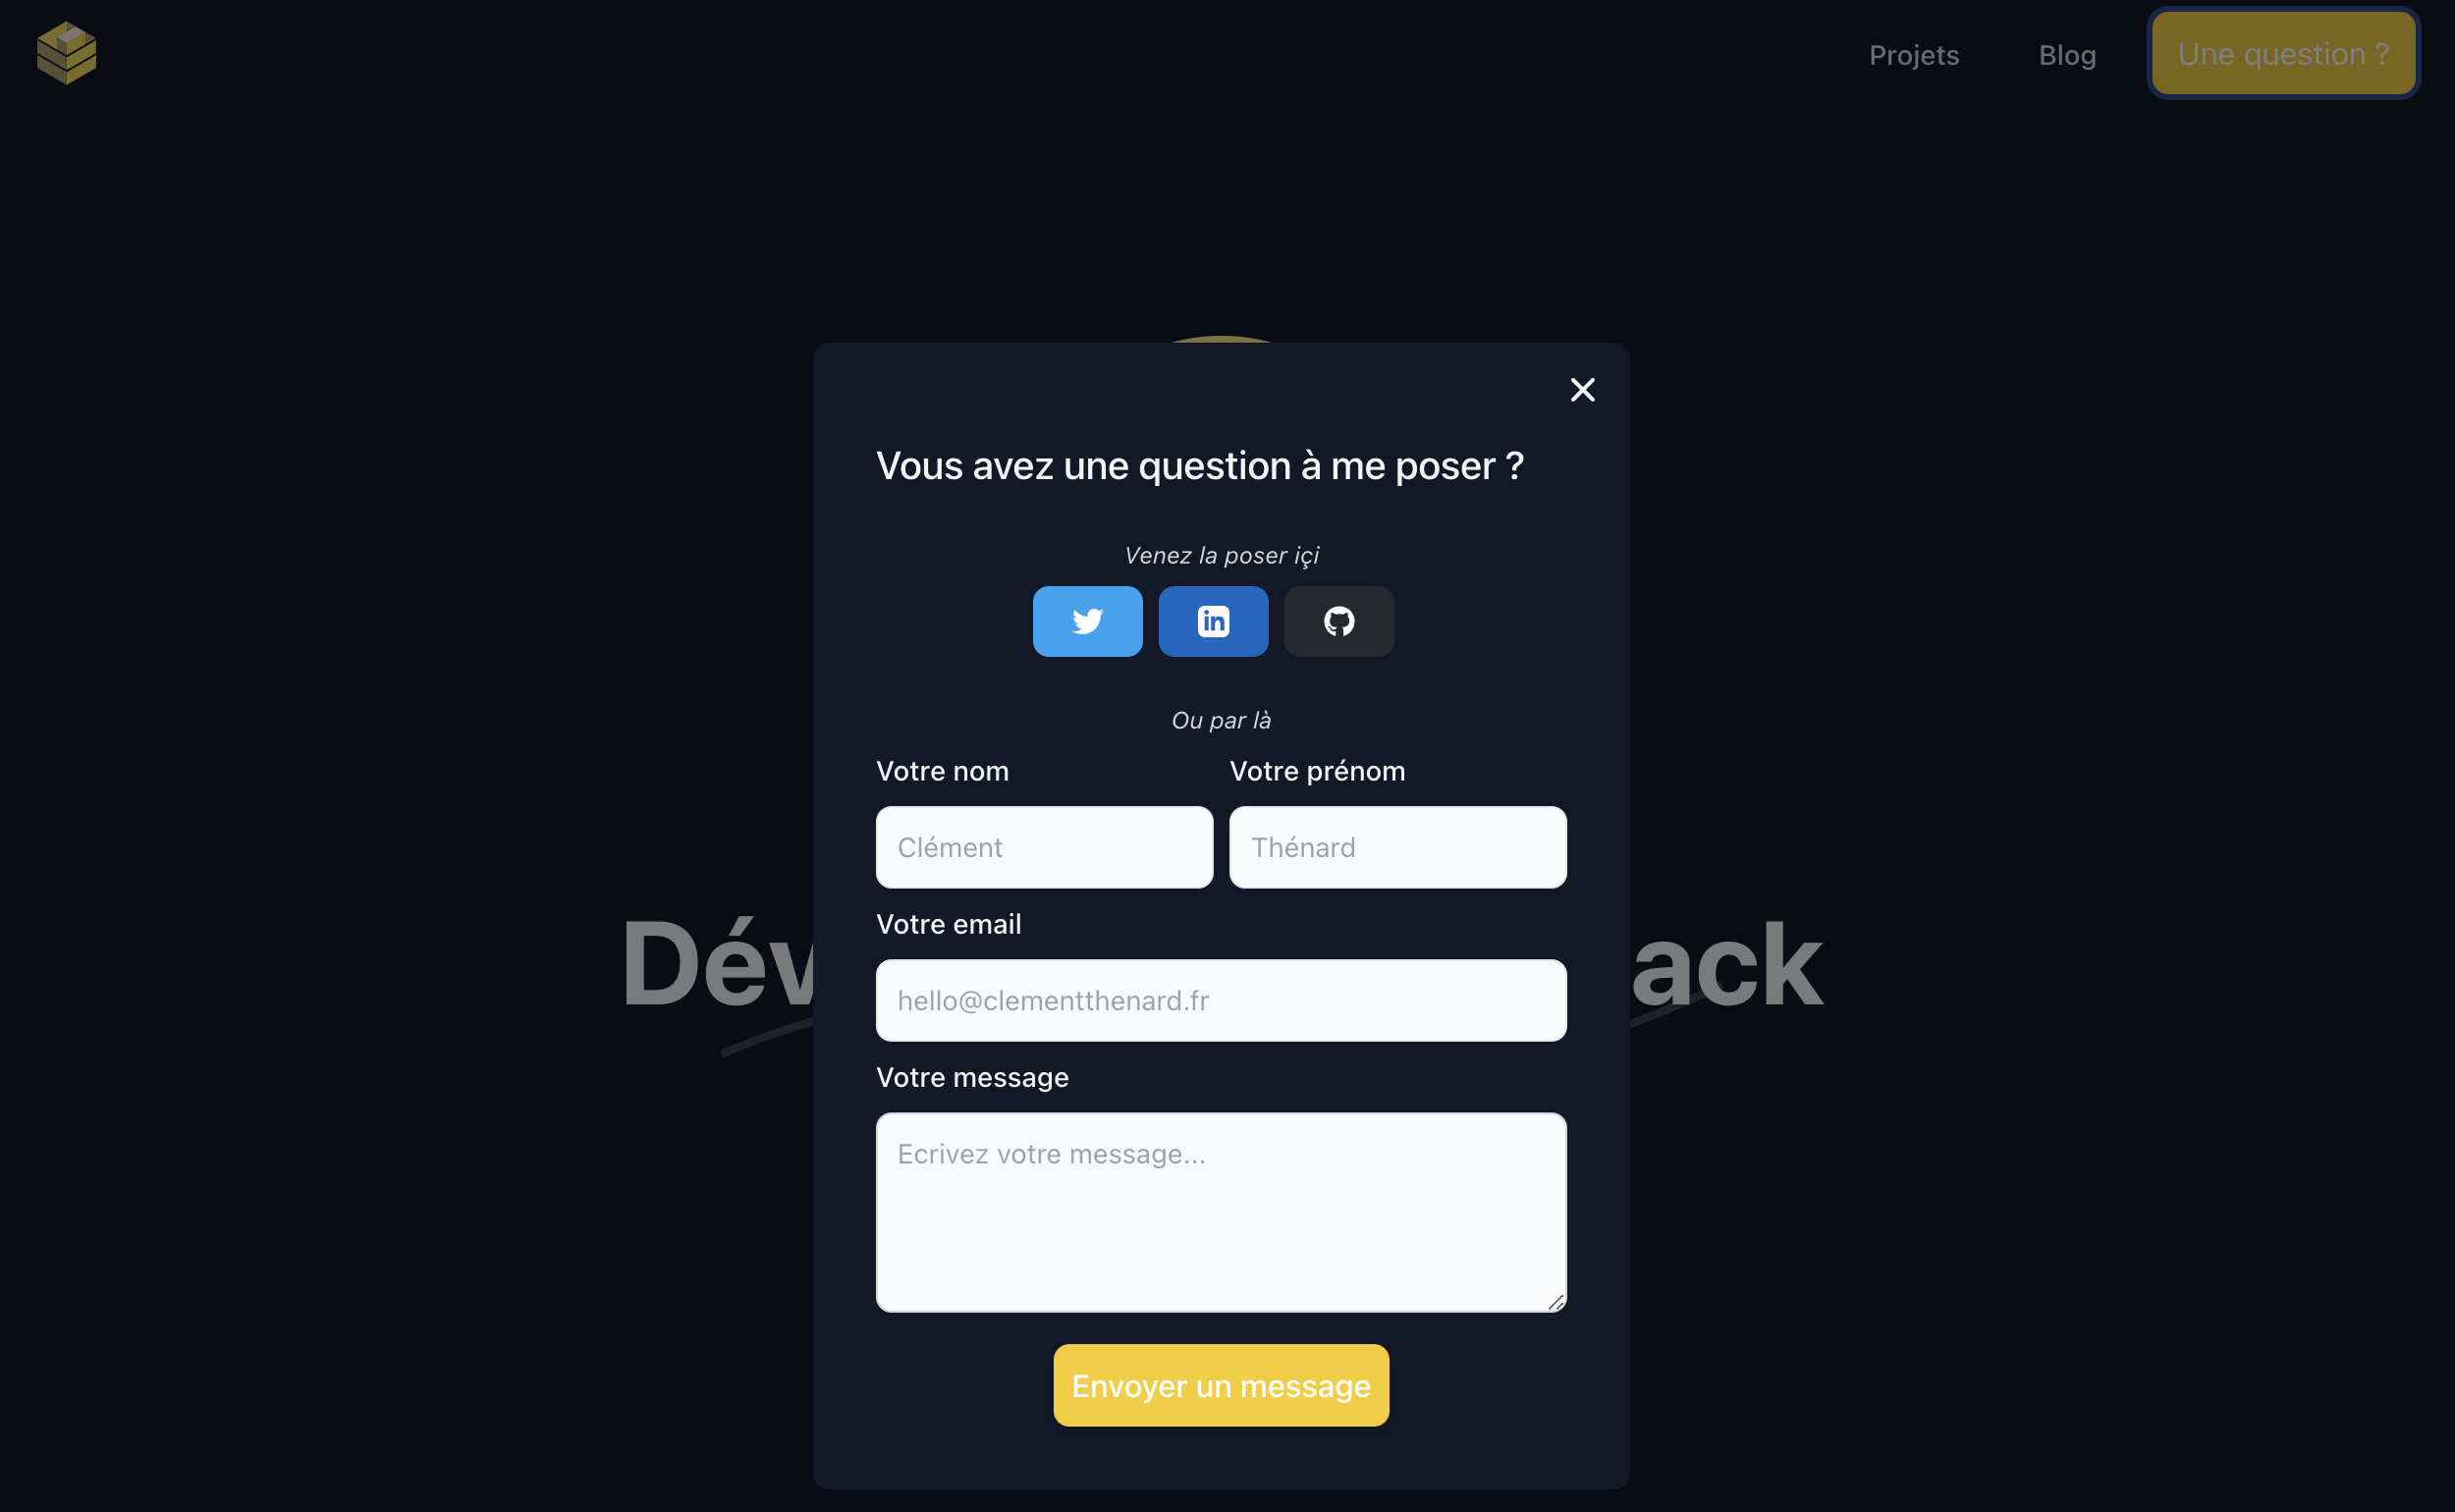 Projets
Blog
Une question ?
Vous avez une question à me poser ?
Venez la poser içi
in
Ou par là
Votre nom
Votre prénom
Clément
Thénard
Votre email
hello@clementthenard.fr
Votre message
Ecrivez votre message...
Envoyer un message
Dév
ack